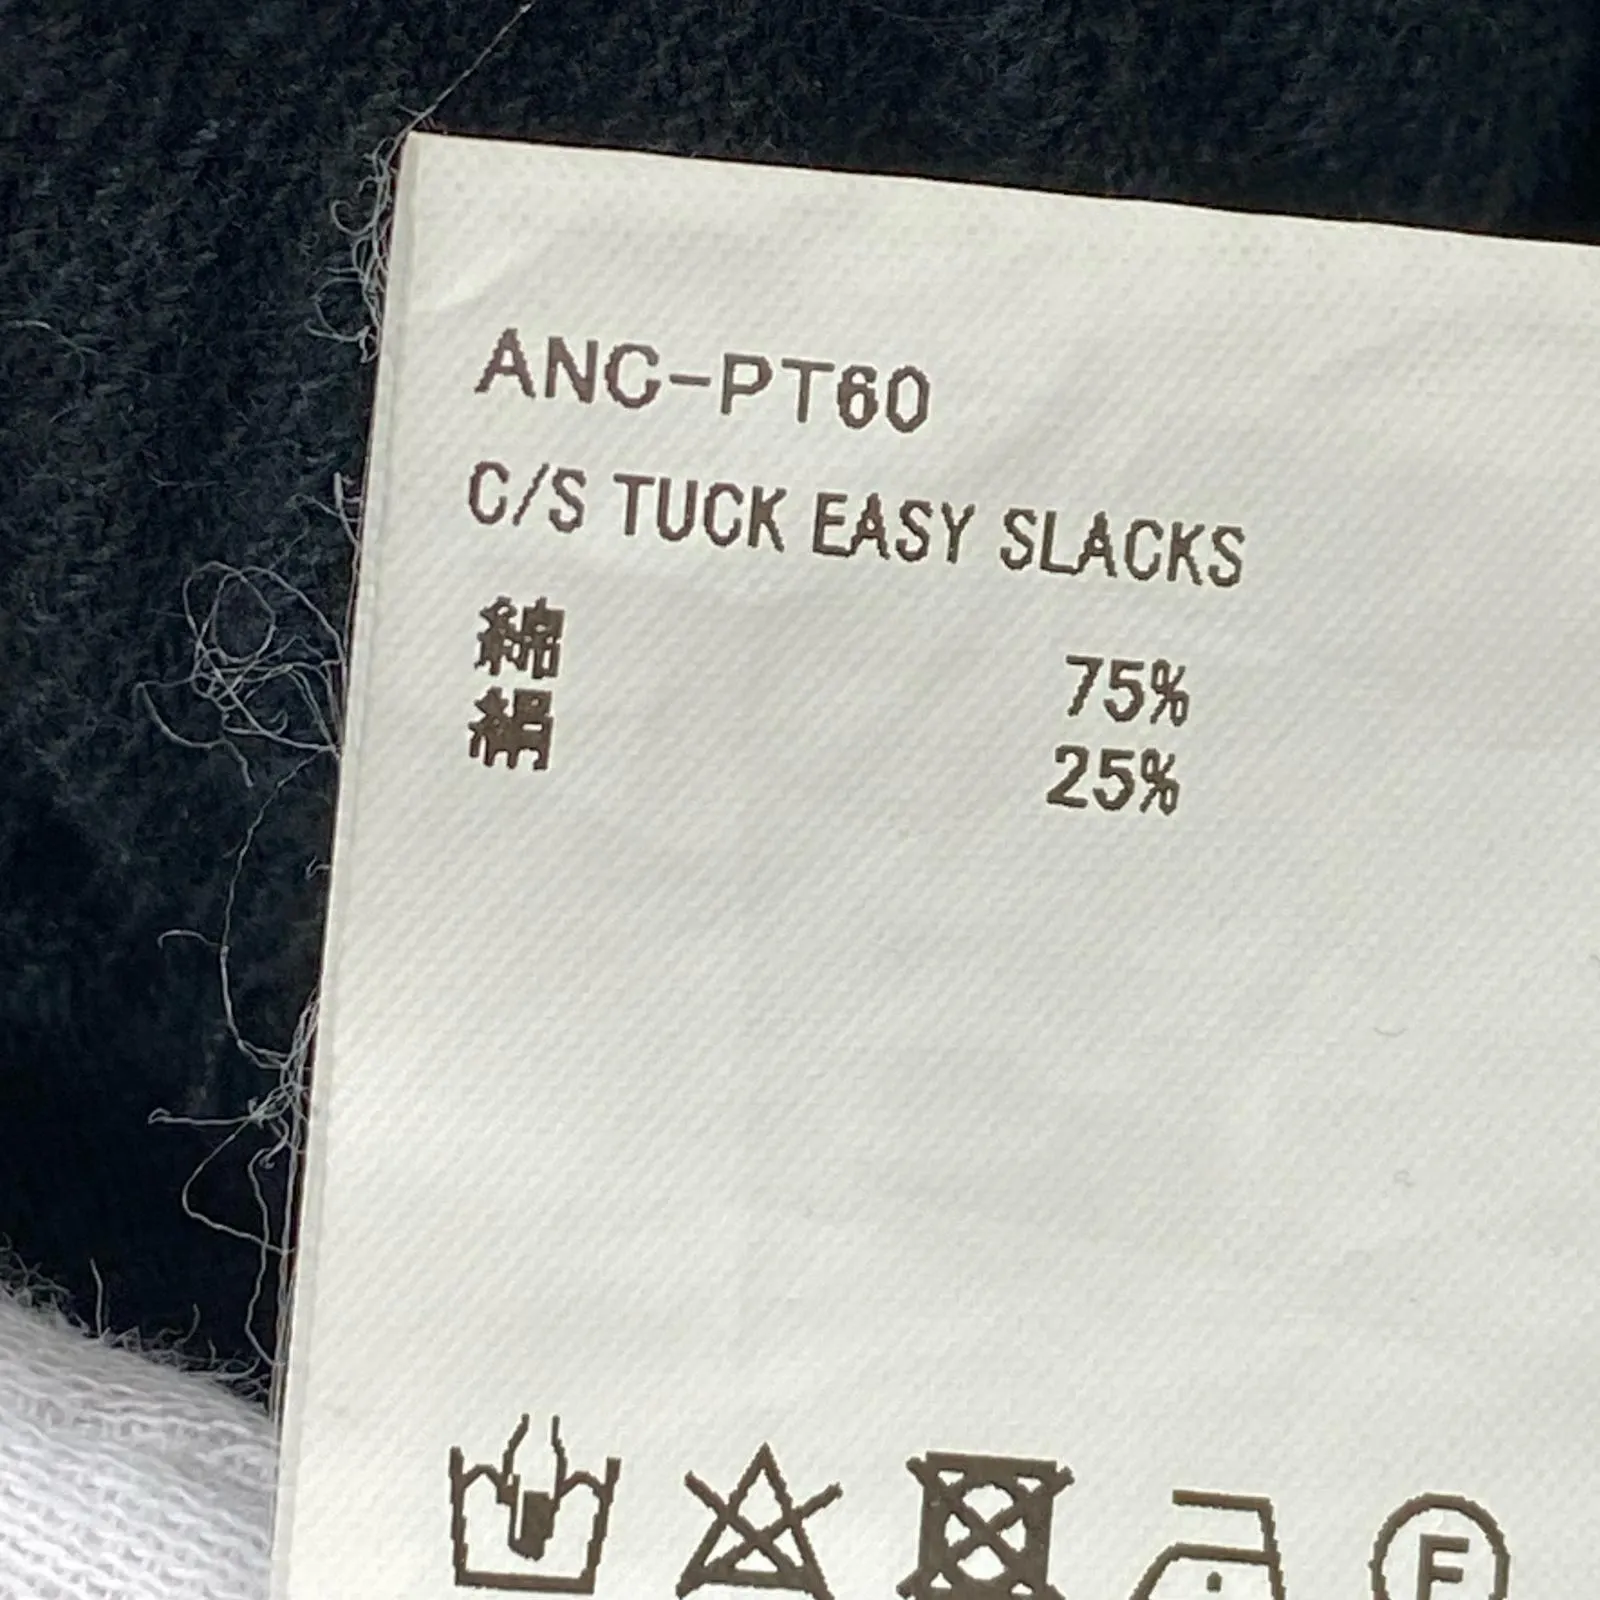 ANC-PT60
C/S TUCK EASY SLACKS
綿 75%
絹 25%
F